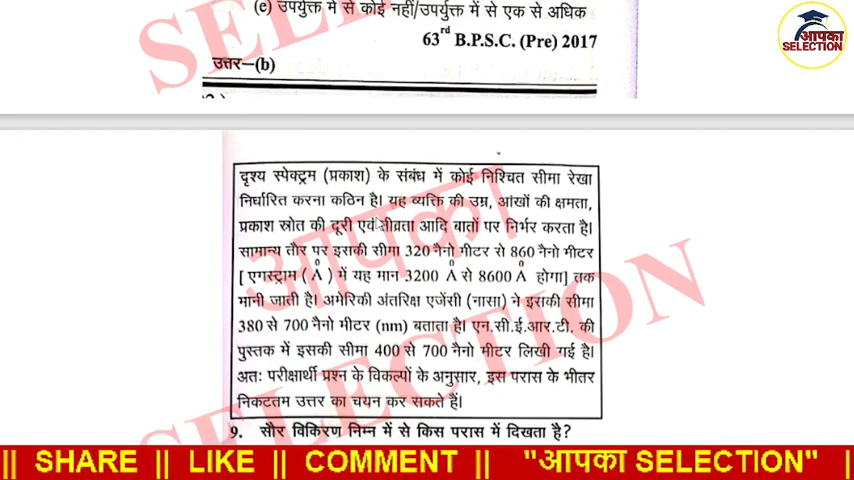 (e) उपर्युक्त में से कोई नहीं/उपर्युक्त में से एक से अधिक
63rd B.P.S.C. (Pre) 2017
उत्तर–(b)
आपका
SELECTION
SELECTION
दृश्य स्पेक्ट्रम (प्रकाश) के संबंध में कोई निश्चित सीमा रेखा
निर्धारित करना कठिन है। यह व्यक्ति की उम्र, आंखों की क्षमता,
प्रकाश स्रोत की दूरी एवं तीव्रता आदि बातों पर निर्भर करता है।
सामान्य तौर पर इसकी सीमा 320 नैनो मीटर से 860 नैनो मीटर
[ एंगस्ट्राम (Å) में यह मान 3200 Å से 8600 Å होगा] तक
मानी जाती है। अमेरिकी अंतरिक्ष एजेंसी (नासा) ने इसकी सीमा
380 से 700 नैनो मीटर (nm) बताता है। एन.सी.ई.आर.टी. की
पुस्तक में इसकी सीमा 400 से 700 नैनो मीटर लिखी गई है।
अतः परीक्षार्थी प्रश्न के विकल्पों के अनुसार, इस परास के भीतर
निकटतम उत्तर का चयन कर सकते हैं।
आपका
SELECTION
9. सौर विकिरण निम्न में से किस परास में दिखता है?
|| SHARE || LIKE || COMMENT || "आपका SELECTION" ||